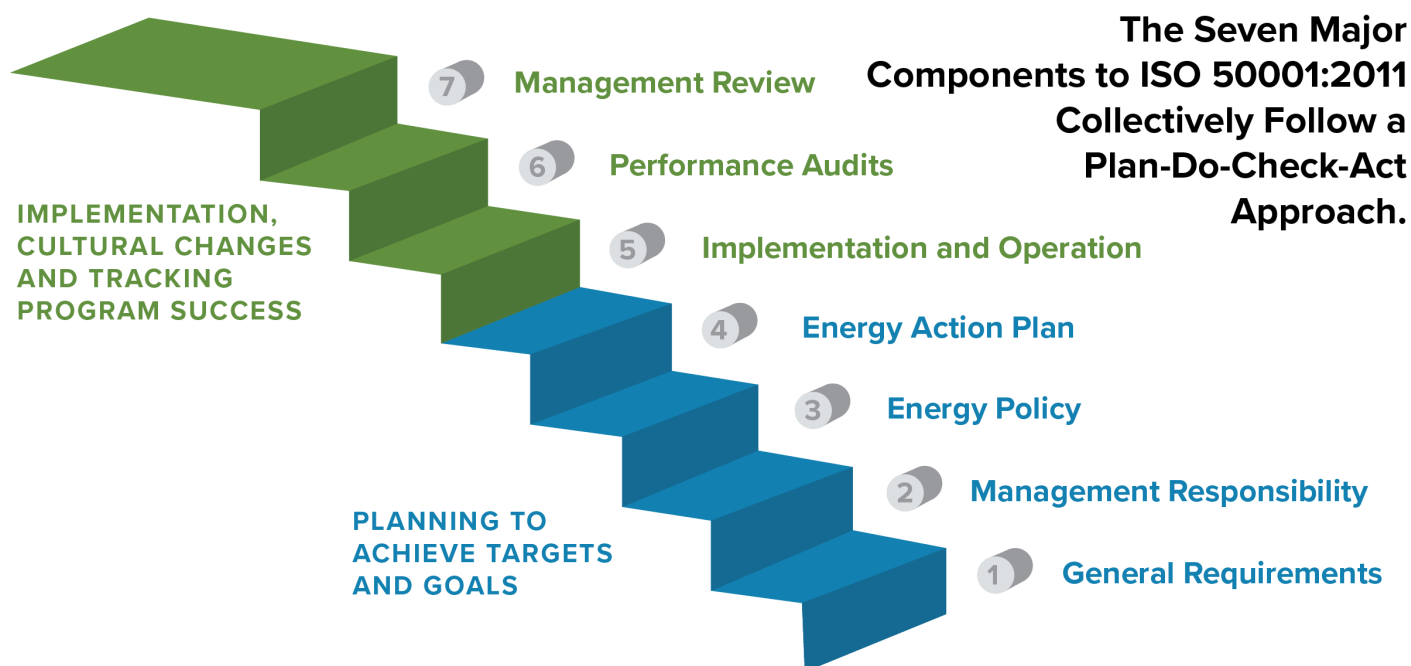 The Seven Major
Components to ISO 50001:2011
Collectively Follow a
Plan-Do-Check-Act
Approach.
7 Management Review
6 Performance Audits
5 Implementation and Operation
4 Energy Action Plan
3 Energy Policy
2 Management Responsibility
1 General Requirements
IMPLEMENTATION,
CULTURAL CHANGES
AND TRACKING
PROGRAM SUCCESS
PLANNING TO
ACHIEVE TARGETS
AND GOALS